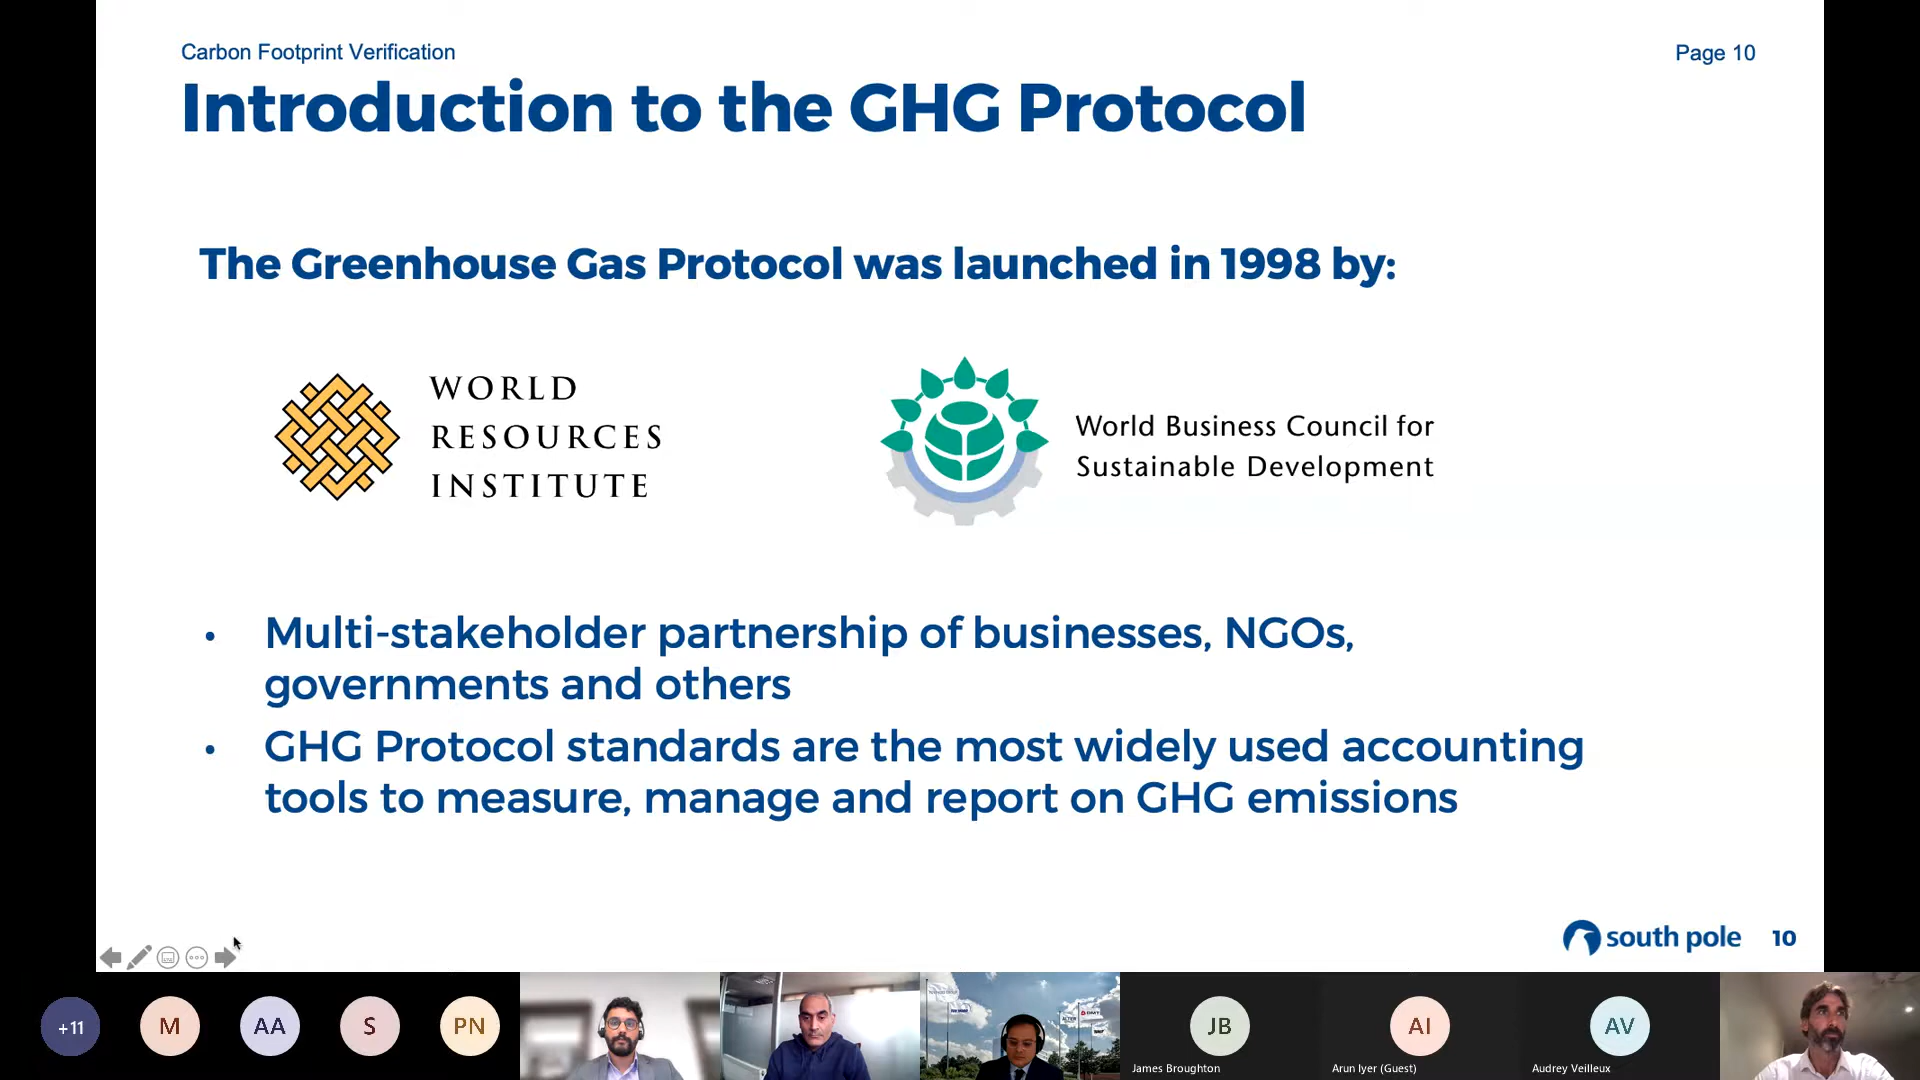 Carbon Footprint Verification
Page 10
Introduction to the GHG Protocol
The Greenhouse Gas Protocol was launched in 1998 by:
WORLD
RESOURCES
INSTITUTE
World Business Council for
Sustainable Development
• Multi-stakeholder partnership of businesses, NGOs,
governments and others
• GHG Protocol standards are the most widely used accounting
tools to measure, manage and report on GHG emissions
south pole 10
+11
M
AA
S
PN
JB
James Broughton
AI
Arun Iyer (Guest)
AV
Audrey Veilleux